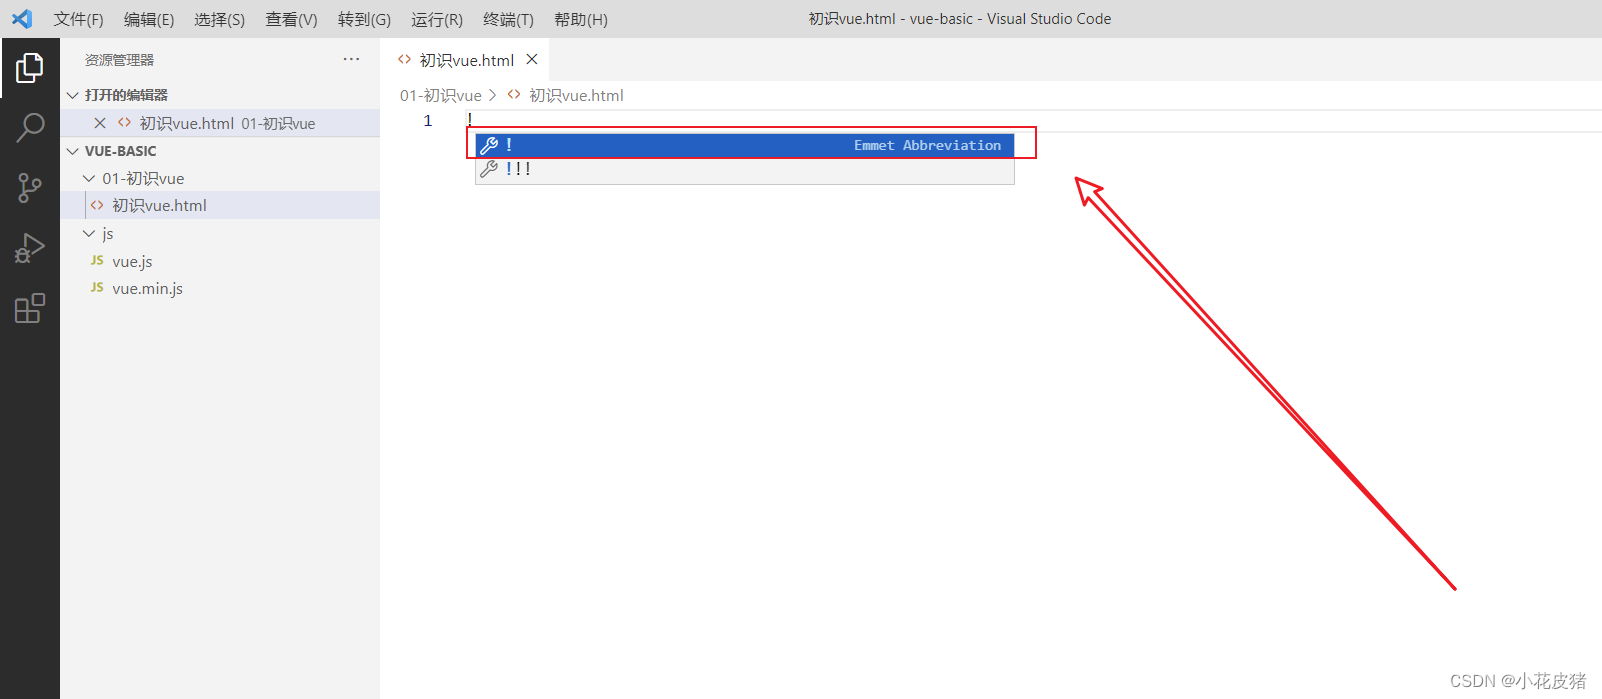 文件(F) 编辑(E) 选择(S) 查看(V) 转到(G) 运行(R) 终端(T) 帮助(H) 初识vue.html - vue-basic - Visual Studio Code
资源管理器 ···
初识vue.html
打开的编辑器
01-初识vue > 初识vue.html
初识vue.html 01-初识vue
1 !
! Emmet Abbreviation
!!!
VUE-BASIC
01-初识vue
初识vue.html
js
JS vue.js
JS vue.min.js
CSDN @小花皮猪